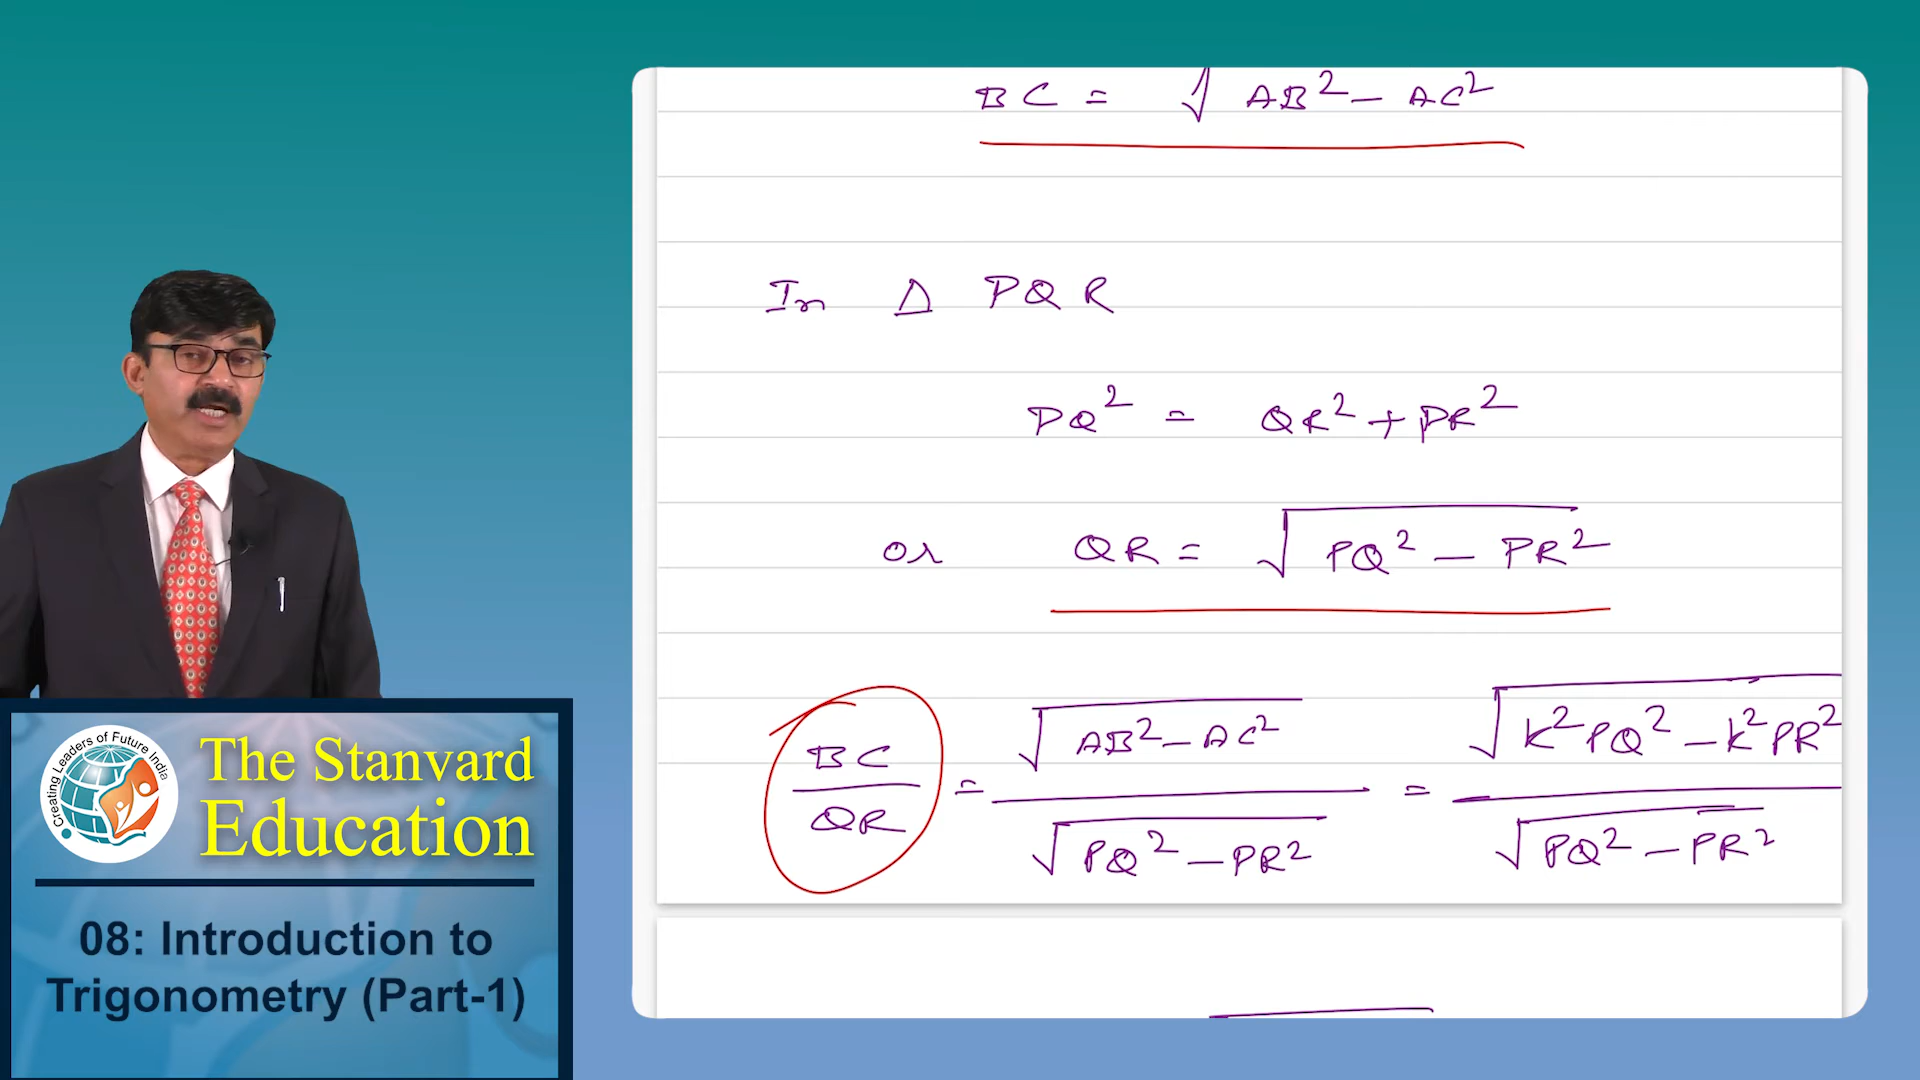 BC = √ AB² – AC²
In Δ PQR
PQ² = QR² + PR²
or QR = √PQ² – PR²
BC/QR = √AB² – AC² / √PQ² – PR² = √K²PQ² – K²PR² / √PQ² – PR²
Creating Leaders of Future India
The Stanvard
Education
08: Introduction to
Trigonometry (Part-1)